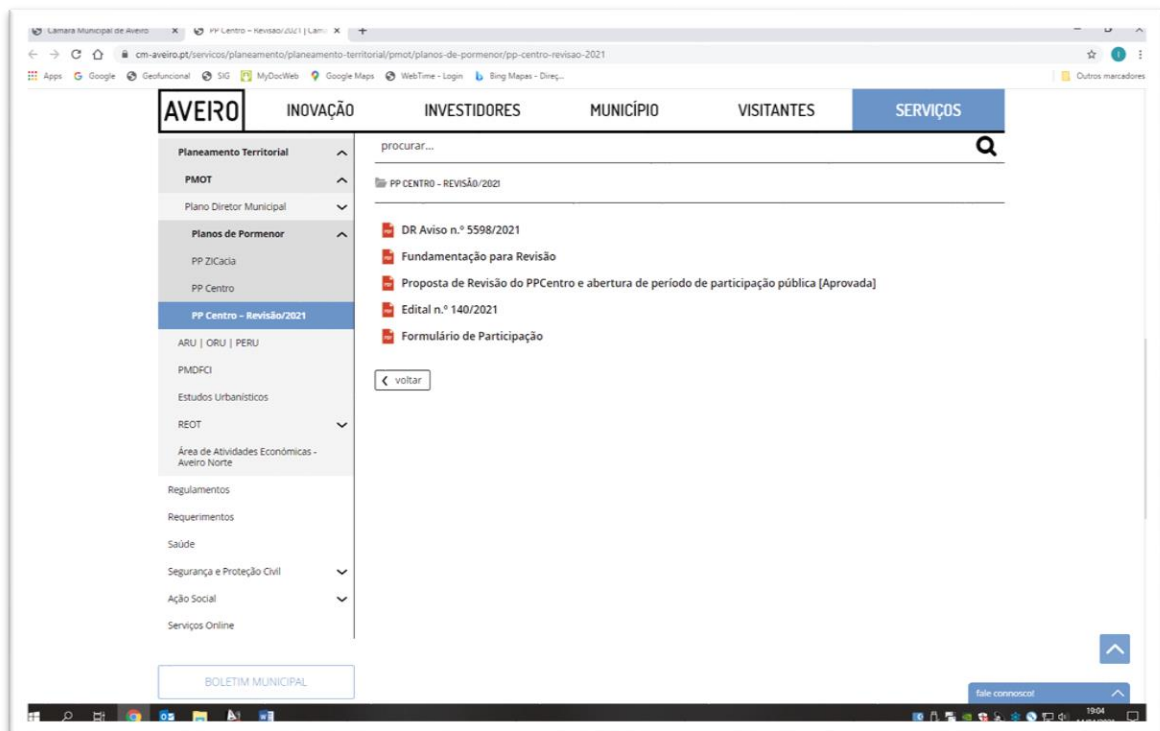 Câmara Municipal de Aveiro
PP Centro – Revisão/2021 | Câm
cm-aveiro.pt/servicos/planeamento/planeamento-territorial/pmot/planos-de-pormenor/pp-centro-revisao-2021
Apps Google Geofuncional SIG MyDocWeb Google Maps WebTime - Login Bing Mapas - Direç... Outros marcadores
AVEIRO INOVAÇÃO INVESTIDORES MUNICÍPIO VISITANTES SERVIÇOS
Planeamento Territorial
PMOT
Plano Diretor Municipal
Planos de Pormenor
PP ZICacia
PP Centro
PP Centro – Revisão/2021
ARU | ORU | PERU
PMDFCI
Estudos Urbanísticos
REOT
Área de Atividades Económicas -
Aveiro Norte
Regulamentos
Requerimentos
Saúde
Segurança e Proteção Civil
Ação Social
Serviços Online
BOLETIM MUNICIPAL
procurar...
PP CENTRO – REVISÃO/2021
DR Aviso n.º 5598/2021
Fundamentação para Revisão
Proposta de Revisão do PPCentro e abertura de período de participação pública [Aprovada]
Edital n.º 140/2021
Formulário de Participação
voltar
fale connosco!
19:04